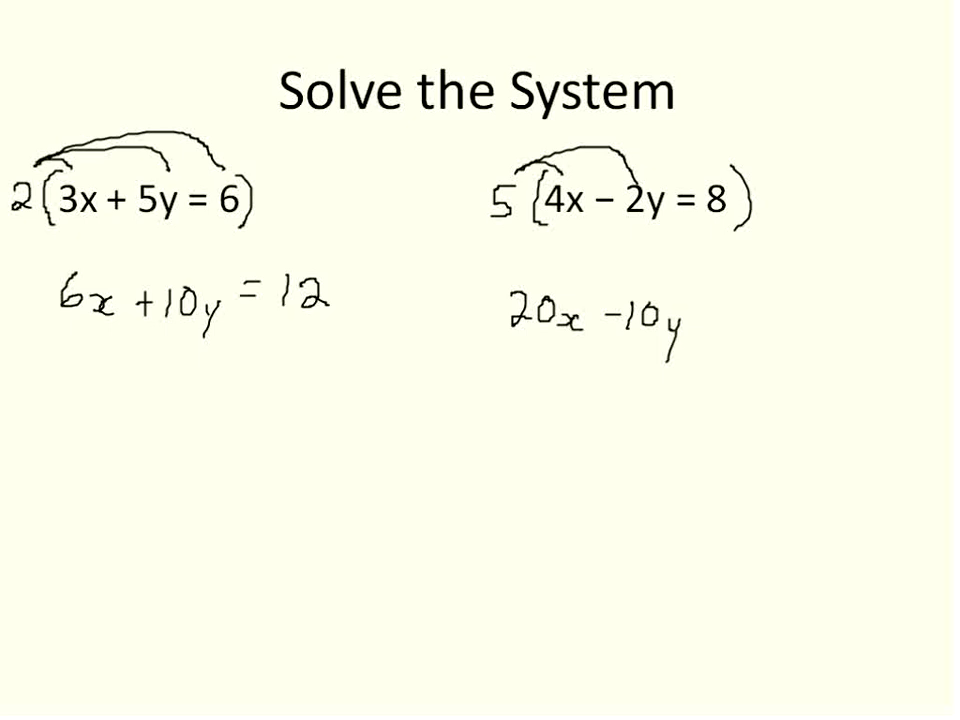 Solve the System
2(3x + 5y = 6)
5(4x − 2y = 8)
6x + 10y = 12
20x − 10y